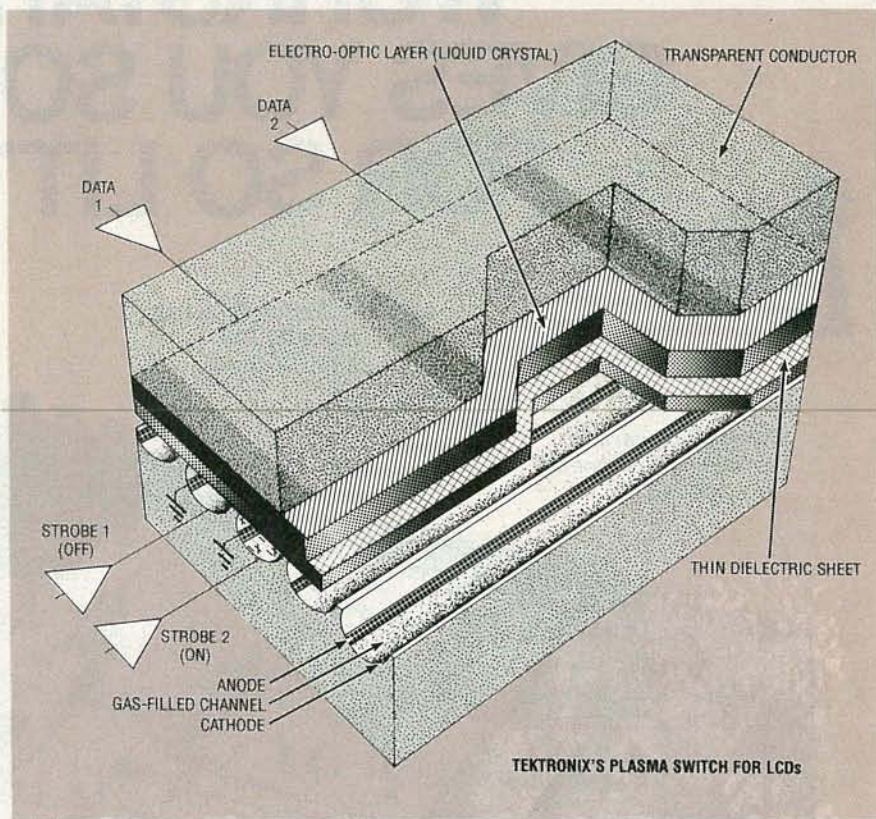 ELECTRO-OPTIC LAYER (LIQUID CRYSTAL)
TRANSPARENT CONDUCTOR
DATA
2
DATA
1
STROBE 1
(OFF)
THIN DIELECTRIC SHEET
STROBE 2
(ON)
ANODE
GAS-FILLED CHANNEL
CATHODE
TEKTRONIX'S PLASMA SWITCH FOR LCDs